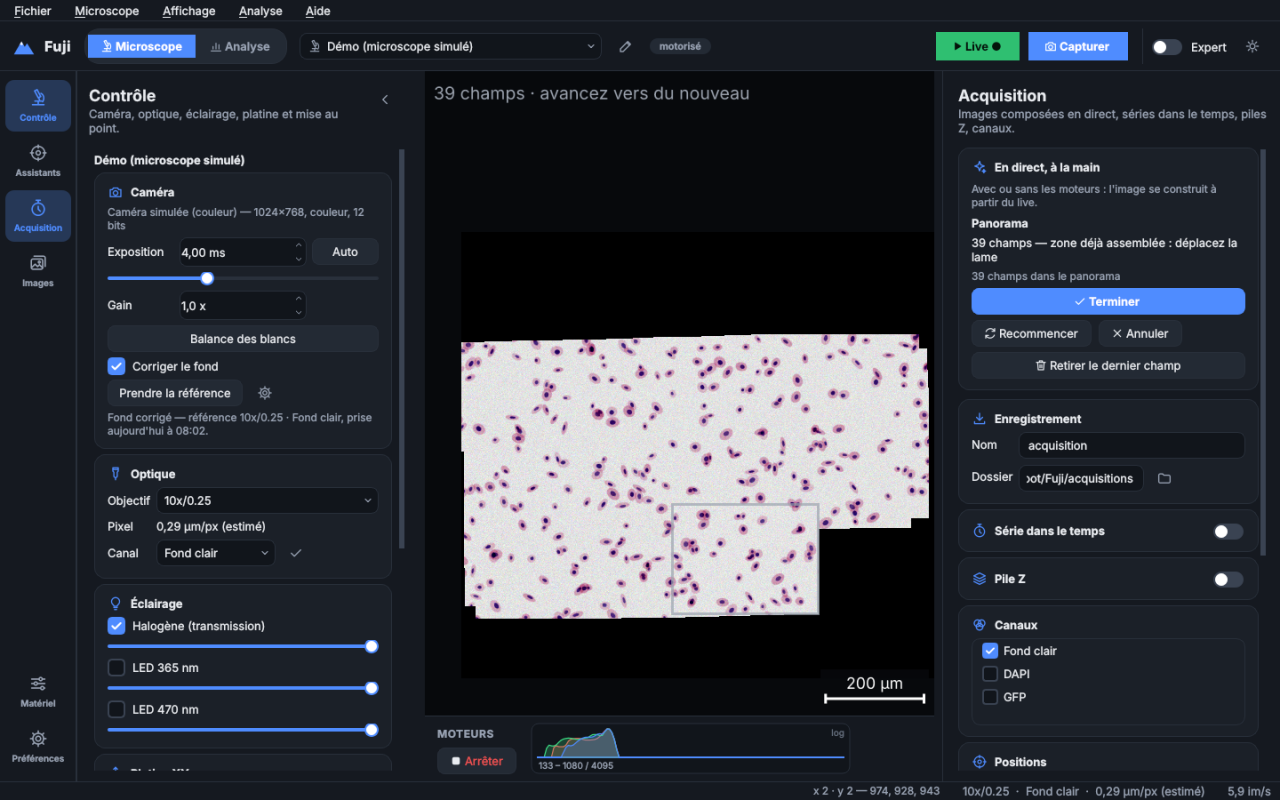 Fichier Microscope Affichage Analyse Aide
Fuji Microscope Analyse Démo (microscope simulé) motorisé Live Capturer Expert
Contrôle
Assistants
Acquisition
Images
Matériel
Préférences
Contrôle
Caméra, optique, éclairage, platine et mise au
point.
Démo (microscope simulé)
Caméra
Caméra simulée (couleur) — 1024×768, couleur, 12
bits
Exposition 4,00 ms Auto
Gain 1,0 x
Balance des blancs
Corriger le fond
Prendre la référence
Fond corrigé — référence 10x/0.25 · Fond clair, prise
aujourd'hui à 08:02.
Optique
Objectif 10x/0.25
Pixel 0,29 µm/px (estimé)
Canal Fond clair
Éclairage
Halogène (transmission)
LED 365 nm
LED 470 nm
39 champs · avancez vers du nouveau
200 µm
MOTEURS
Arrêter
log
133 – 1080 / 4095
Acquisition
Images composées en direct, séries dans le temps, piles
Z, canaux.
En direct, à la main
Avec ou sans les moteurs : l'image se construit à
partir du live.
Panorama
39 champs — zone déjà assemblée : déplacez la
lame
39 champs dans le panorama
Terminer
Recommencer Annuler
Retirer le dernier champ
Enregistrement
Nom acquisition
Dossier ot/Fuji/acquisitions
Série dans le temps
Pile Z
Canaux
Fond clair
DAPI
GFP
Positions
x 2 · y 2 — 974, 928, 943 10x/0.25 · Fond clair · 0,29 µm/px (estimé) 5,9 im/s